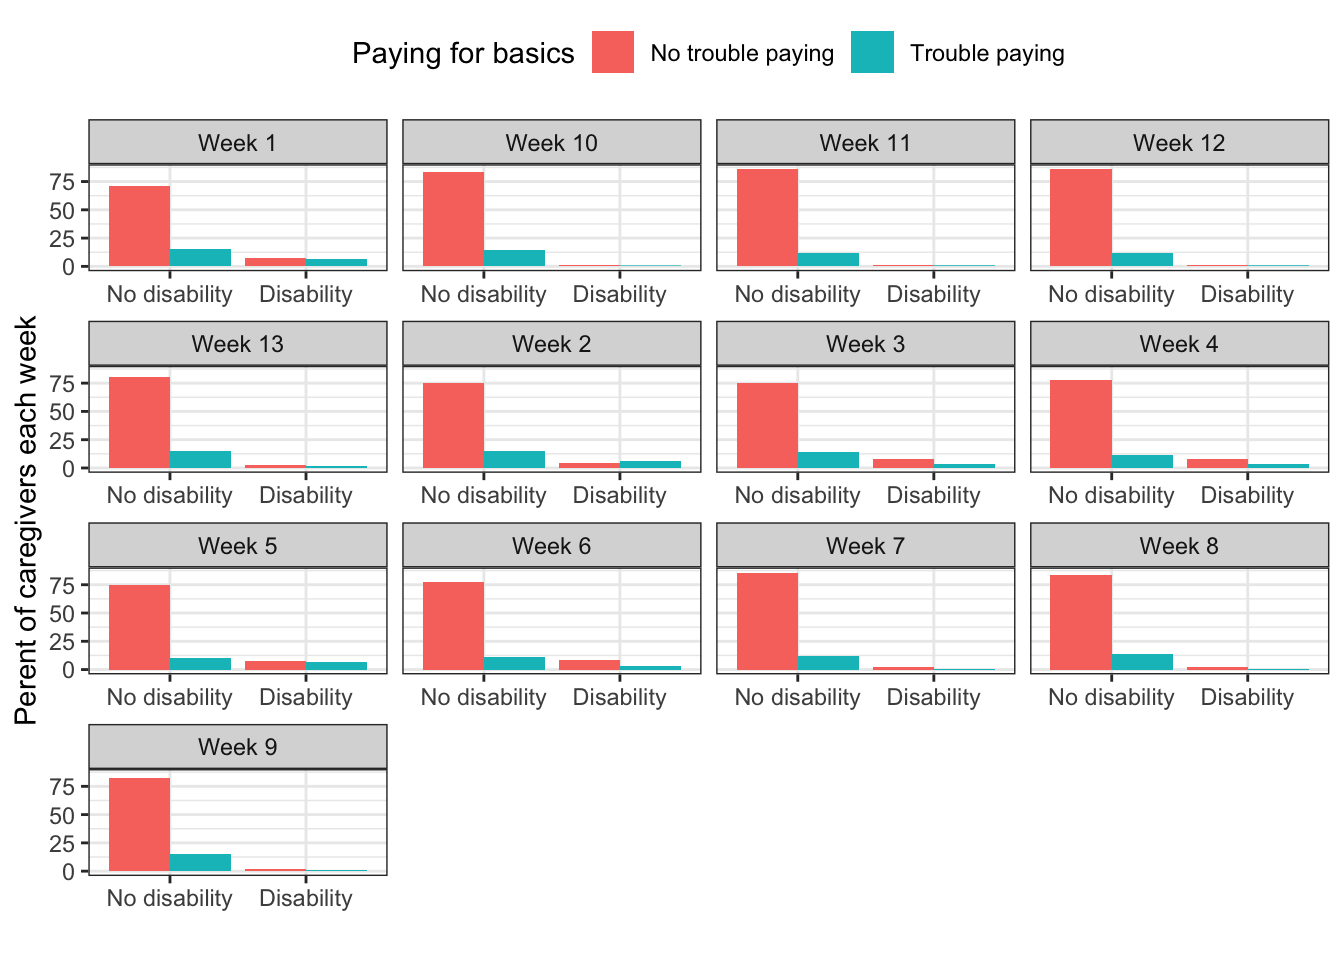 Paying for basics No trouble paying Trouble paying
Week 1 Week 10 Week 11 Week 12
75
50
25
0
No disability Disability No disability Disability No disability Disability No disability Disability
Week 13 Week 2 Week 3 Week 4
75
50
25
0
No disability Disability No disability Disability No disability Disability No disability Disability
Week 5 Week 6 Week 7 Week 8
75
50
25
0
No disability Disability No disability Disability No disability Disability No disability Disability
Week 9
75
50
25
0
No disability Disability
Perent of caregivers each week